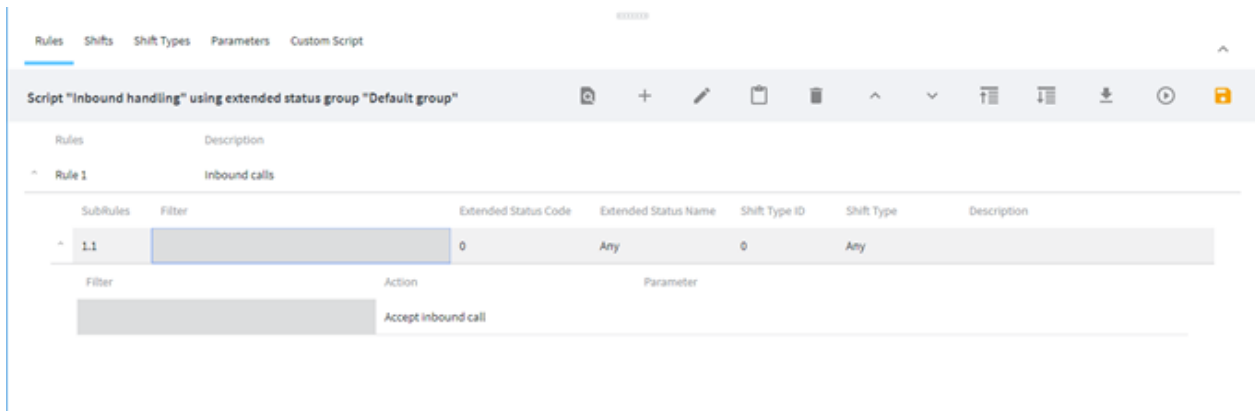 Rules Shifts Shift Types Parameters Custom Script
Script "Inbound handling" using extended status group "Default group"
Rules Description
Rule 1 Inbound calls
SubRules Filter Extended Status Code Extended Status Name Shift Type ID Shift Type Description
1.1 0 Any 0 Any
Filter Action Parameter
Accept inbound call